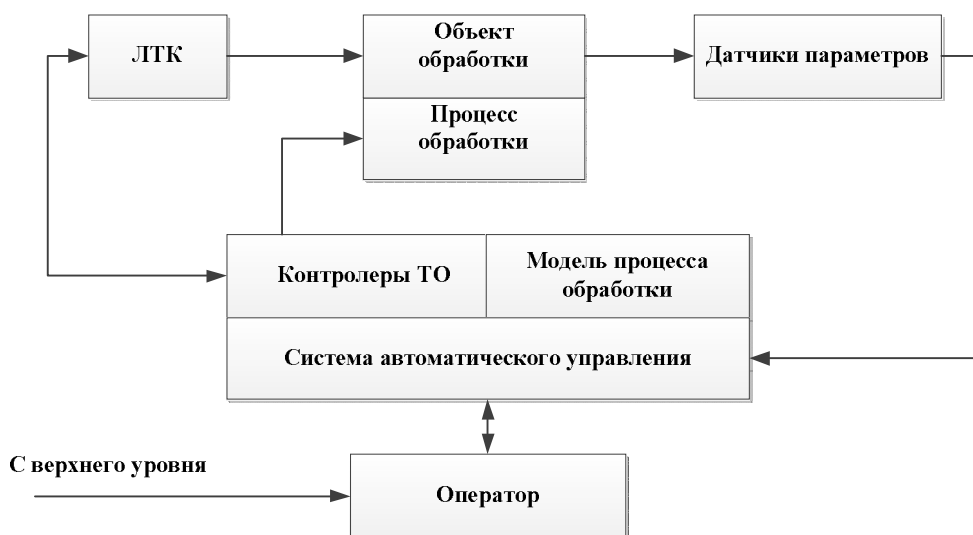 ЛТК
Объект
обработки
Датчики параметров
Процесс
обработки
Контролеры ТО
Модель процесса
обработки
Система автоматического управления
С верхнего уровня
Оператор